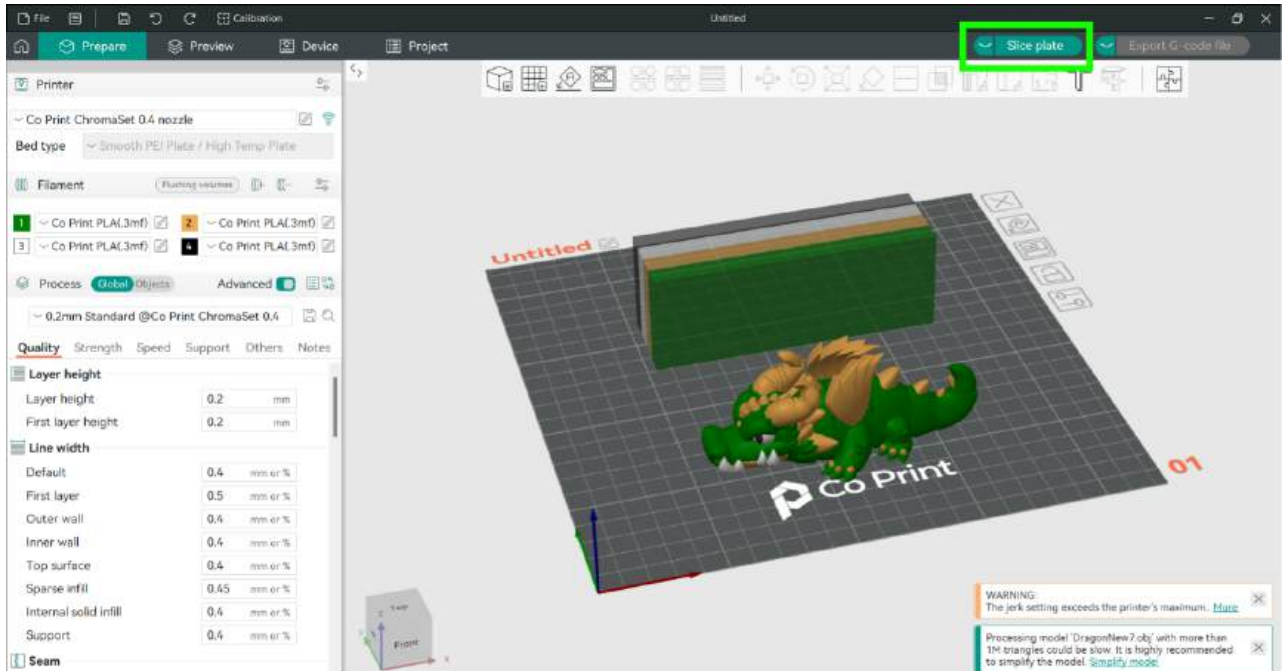 File
Calibration
Untitled
Prepare
Preview
Device
Project
Slice plate
Export G-code file
Printer
Co Print ChromaSet 0.4 nozzle
Bed type Smooth PEI Plate / High Temp Plate
Filament Flushing volumes
1 Co Print PLA(.3mf) 2 Co Print PLA(.3mf)
3 Co Print PLA(.3mf) 4 Co Print PLA(.3mf)
Process Global Objects Advanced
0.2mm Standard @Co Print ChromaSet 0.4
Quality Strength Speed Support Others Notes
Layer height
Layer height 0.2 mm
First layer height 0.2 mm
Line width
Default 0.4 mm or %
First layer 0.5 mm or %
Outer wall 0.4 mm or %
Inner wall 0.4 mm or %
Top surface 0.4 mm or %
Sparse infill 0.45 mm or %
Internal solid infill 0.4 mm or %
Support 0.4 mm or %
Seam
Untitled
Co Print
01
Front
x
WARNING:
The jerk setting exceeds the printer's maximum.. More
Processing model 'DragonNew7.obj' with more than
1M triangles could be slow. It is highly recommended
to simplify the model. Simplify model